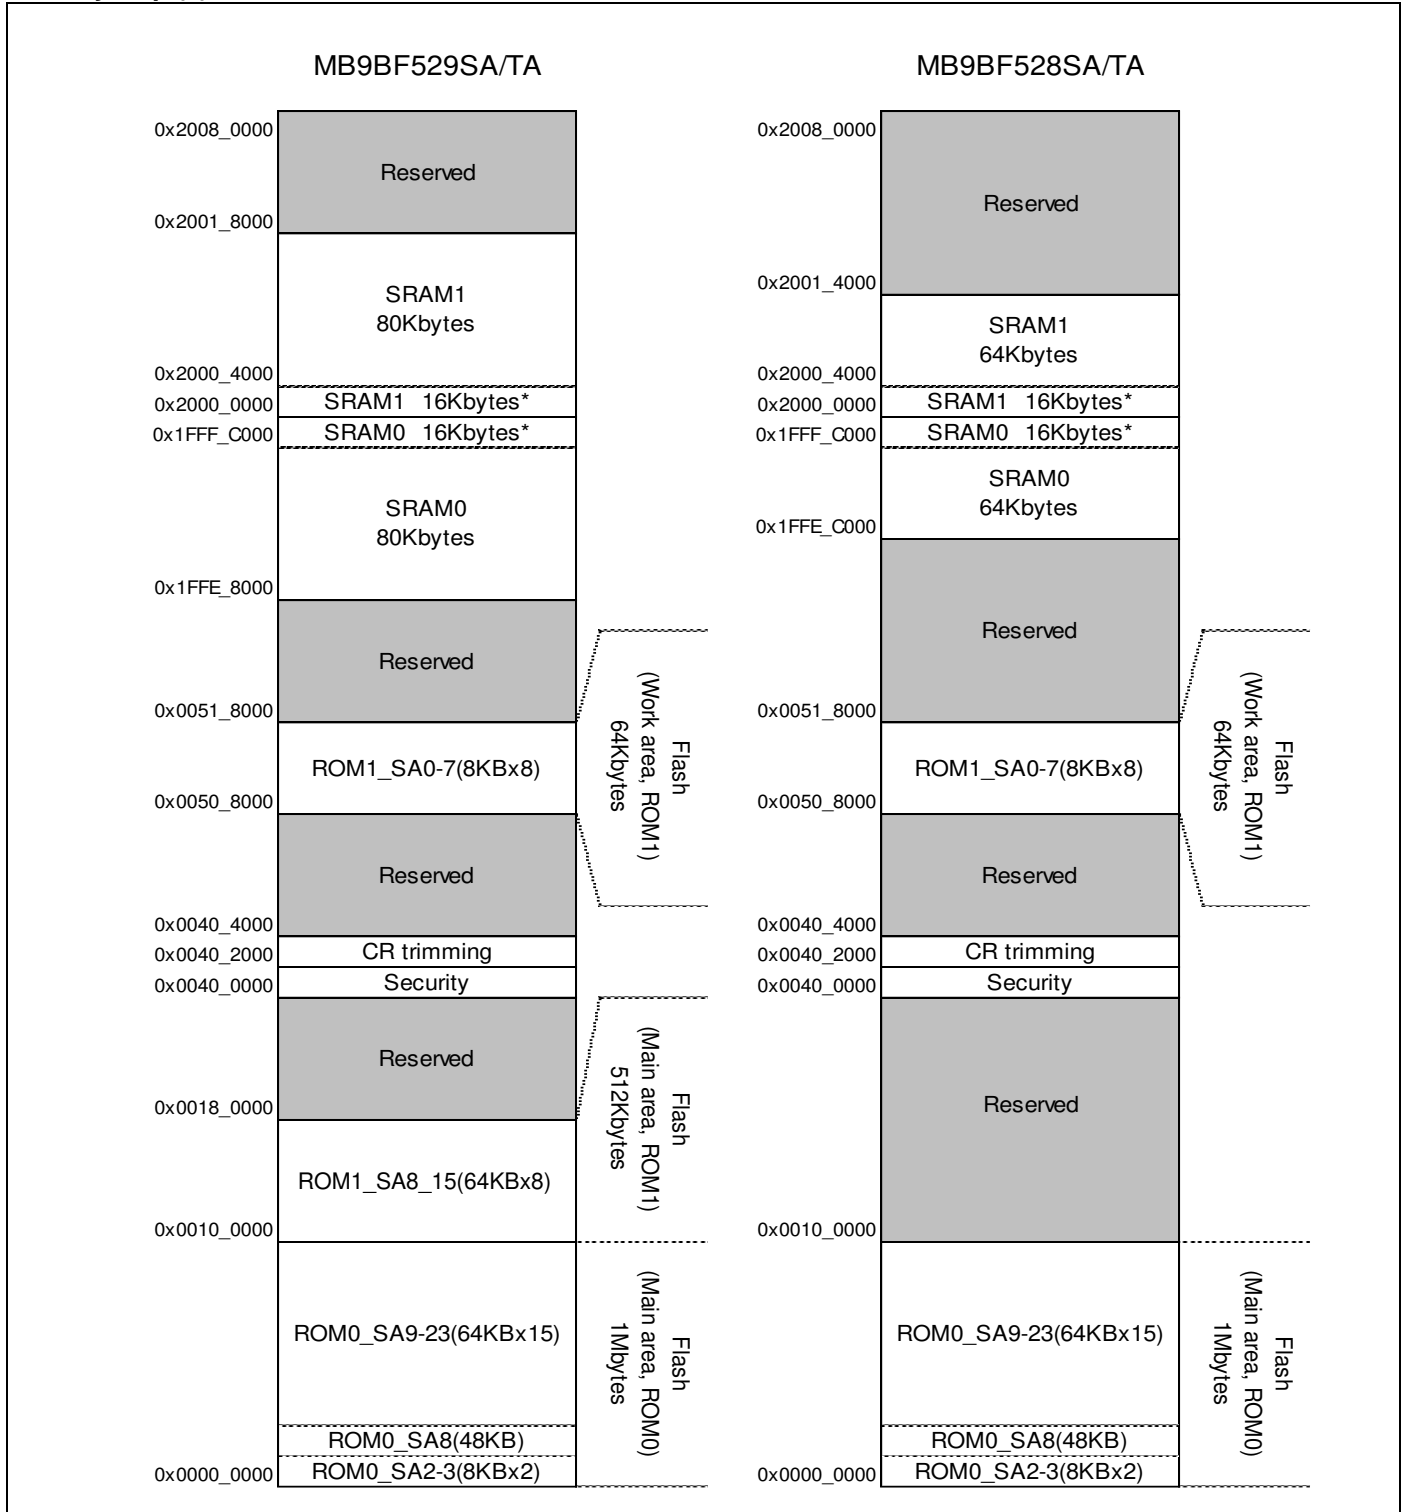 MB9BF529SA/TA
0x2008_0000
Reserved
0x2001_8000
SRAM1
80Kbytes
0x2000_4000
SRAM1 16Kbytes*
0x2000_0000
SRAM0 16Kbytes*
0x1FFF_C000
SRAM0
80Kbytes
0x1FFE_8000
Reserved
0x0051_8000
ROM1_SA0-7(8KBx8)
0x0050_8000
Flash
(Work area, ROM1)
64Kbytes
Reserved
0x0040_4000
CR trimming
0x0040_2000
Security
0x0040_0000
Reserved
0x0018_0000
Flash
(Main area, ROM1)
512Kbytes
ROM1_SA8_15(64KBx8)
0x0010_0000
ROM0_SA9-23(64KBx15)
Flash
(Main area, ROM0)
1Mbytes
ROM0_SA8(48KB)
ROM0_SA2-3(8KBx2)
0x0000_0000
MB9BF528SA/TA
0x2008_0000
Reserved
0x2001_4000
SRAM1
64Kbytes
0x2000_4000
SRAM1 16Kbytes*
0x2000_0000
SRAM0 16Kbytes*
0x1FFF_C000
SRAM0
64Kbytes
0x1FFE_C000
Reserved
0x0051_8000
ROM1_SA0-7(8KBx8)
0x0050_8000
Flash
(Work area, ROM1)
64Kbytes
Reserved
0x0040_4000
CR trimming
0x0040_2000
Security
0x0040_0000
Reserved
0x0010_0000
ROM0_SA9-23(64KBx15)
Flash
(Main area, ROM0)
1Mbytes
ROM0_SA8(48KB)
ROM0_SA2-3(8KBx2)
0x0000_0000